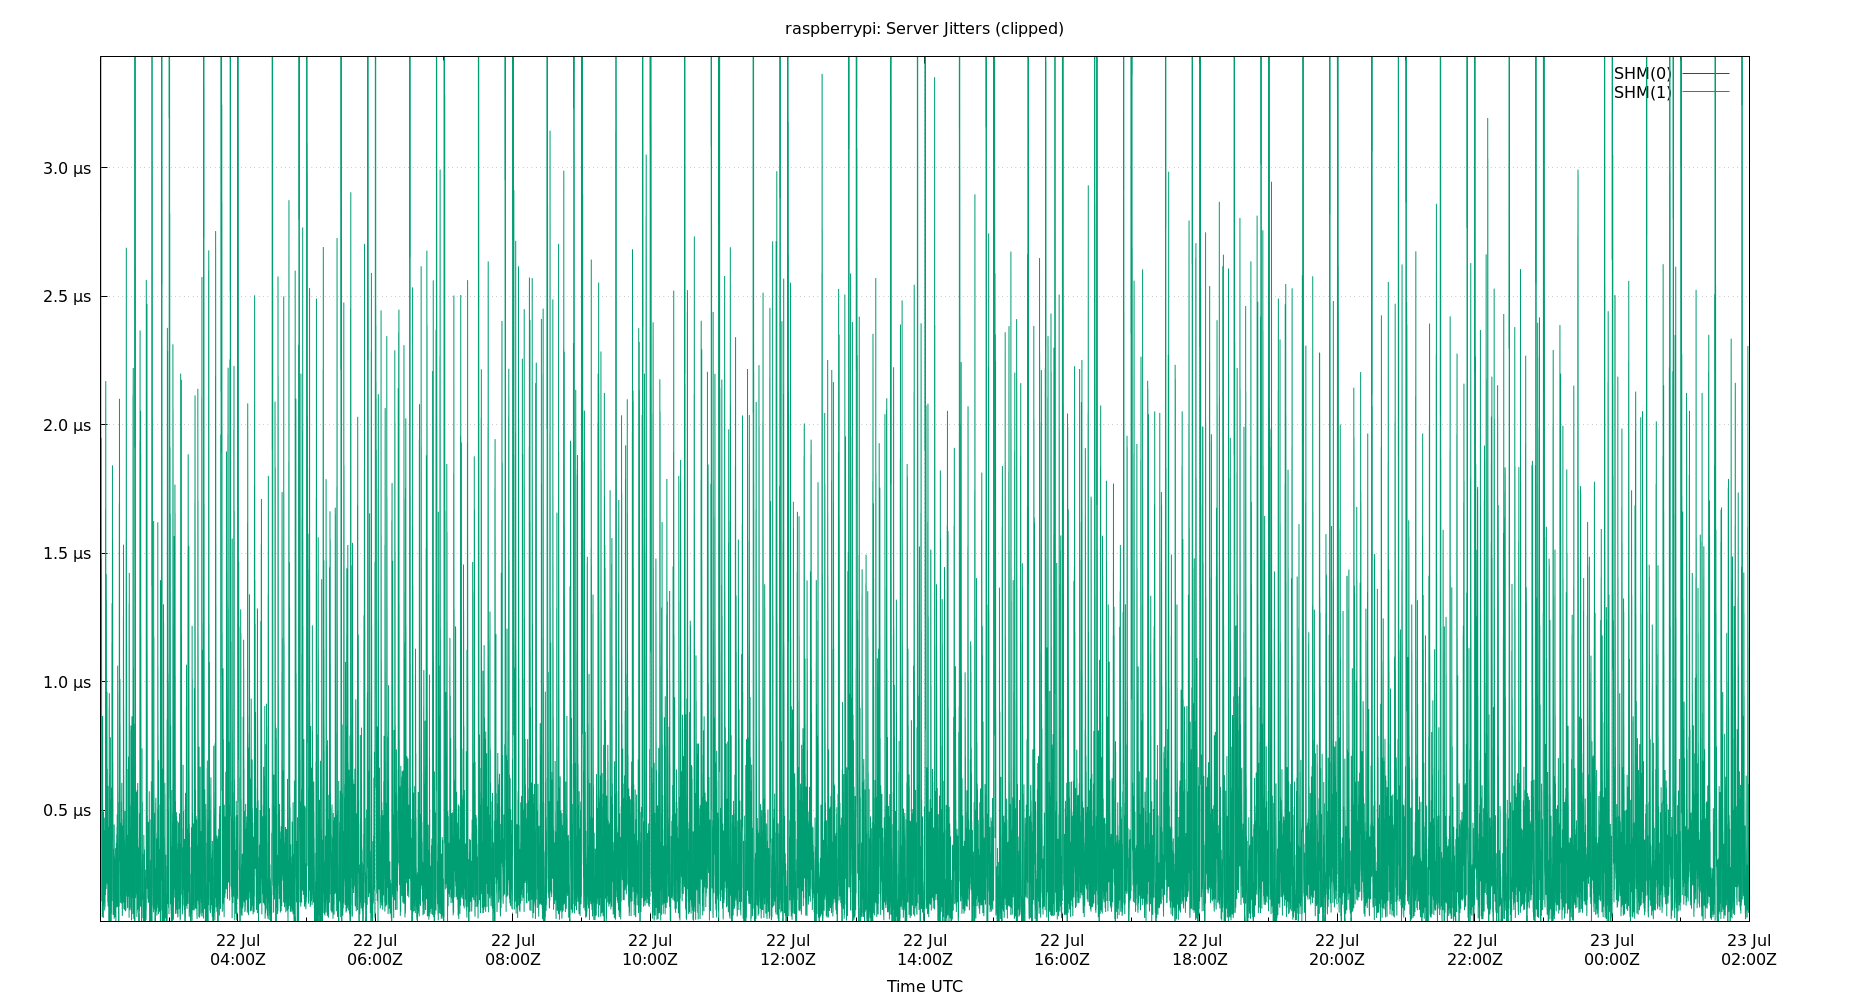 raspberrypi: Server Jitters (clipped)
SHM(0)
SHM(1)
3.0 µs
2.5 µs
2.0 µs
1.5 µs
1.0 µs
0.5 µs
22 Jul 22 Jul 22 Jul 22 Jul 22 Jul 22 Jul 22 Jul 22 Jul 22 Jul 22 Jul 23 Jul 23 Jul
04:00Z 06:00Z 08:00Z 10:00Z 12:00Z 14:00Z 16:00Z 18:00Z 20:00Z 22:00Z 00:00Z 02:00Z
Time UTC